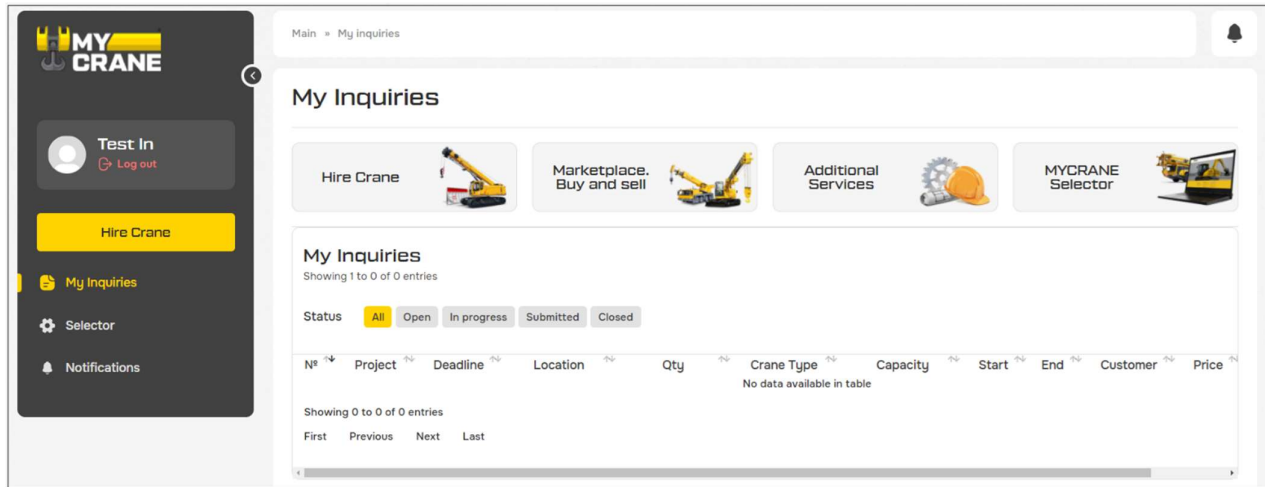 MY
CRANE
Test In
Log out
Hire Crane
My Inquiries
Selector
Notifications
Main » My inquiries
My Inquiries
Hire Crane
Marketplace.
Buy and sell
Additional
Services
MYCRANE
Selector
My Inquiries
Showing 1 to 0 of 0 entries
Status All Open In progress Submitted Closed
Nº Project Deadline Location Qty Crane Type Capacity Start End Customer Price
No data available in table
Showing 0 to 0 of 0 entries
First Previous Next Last